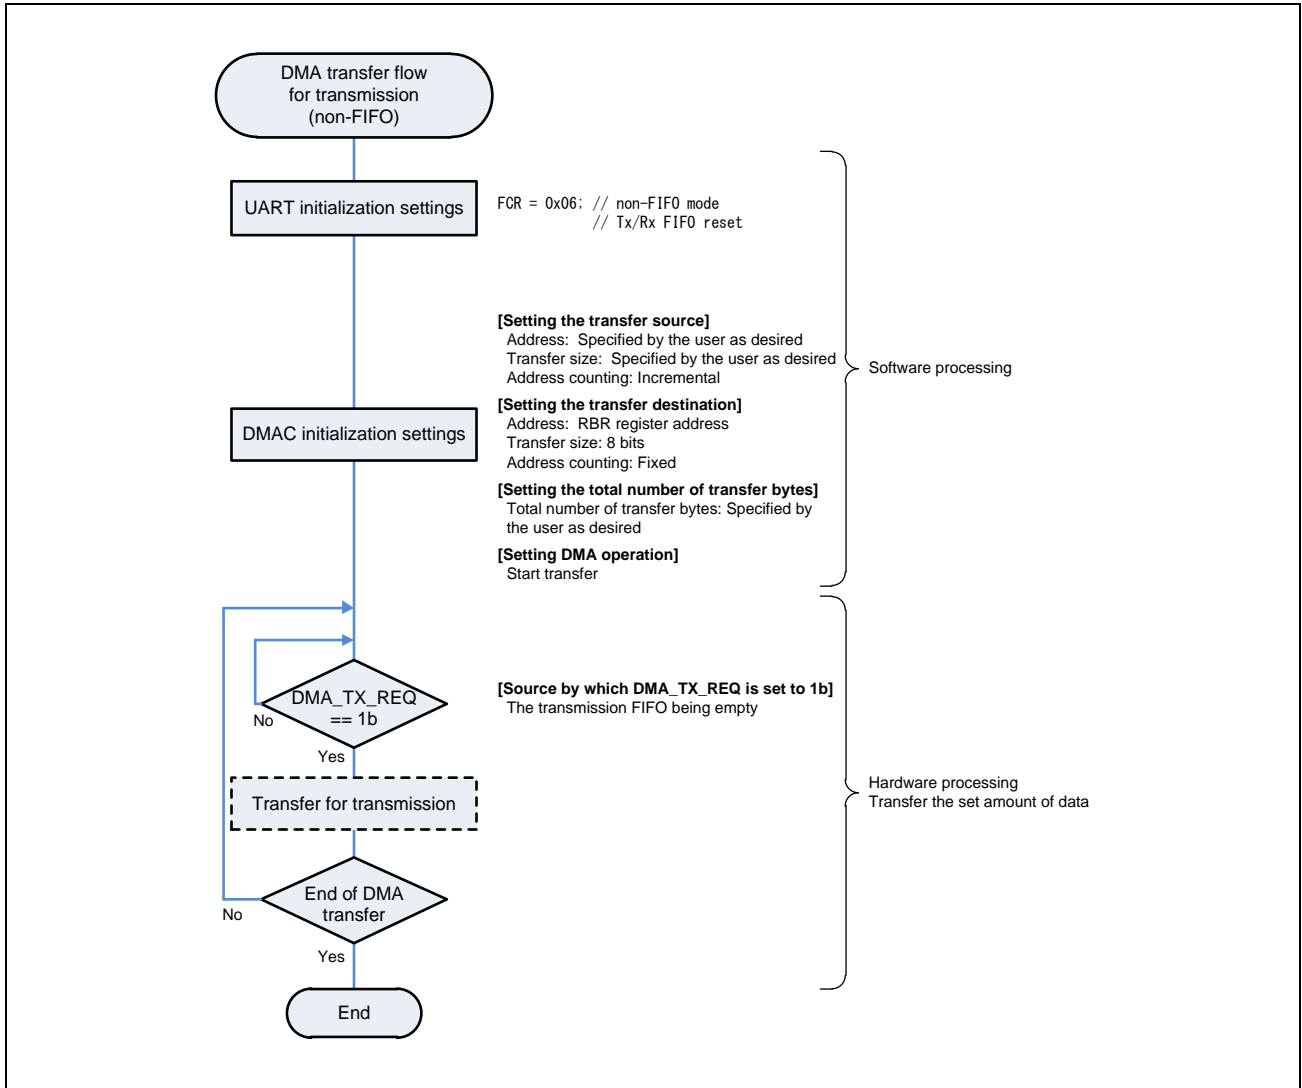 DMA transfer flow
for transmission
(non-FIFO)
UART initialization settings
FCR = 0x06; // non-FIFO mode
// Tx/Rx FIFO reset
[Setting the transfer source]
Address: Specified by the user as desired
Transfer size: Specified by the user as desired
Address counting: Incremental
Software processing
DMAC initialization settings
[Setting the transfer destination]
Address: RBR register address
Transfer size: 8 bits
Address counting: Fixed
[Setting the total number of transfer bytes]
Total number of transfer bytes: Specified by
the user as desired
[Setting DMA operation]
Start transfer
DMA_TX_REQ
== 1b
No
Yes
[Source by which DMA_TX_REQ is set to 1b]
The transmission FIFO being empty
Transfer for transmission
Hardware processing
Transfer the set amount of data
End of DMA
transfer
No
Yes
End